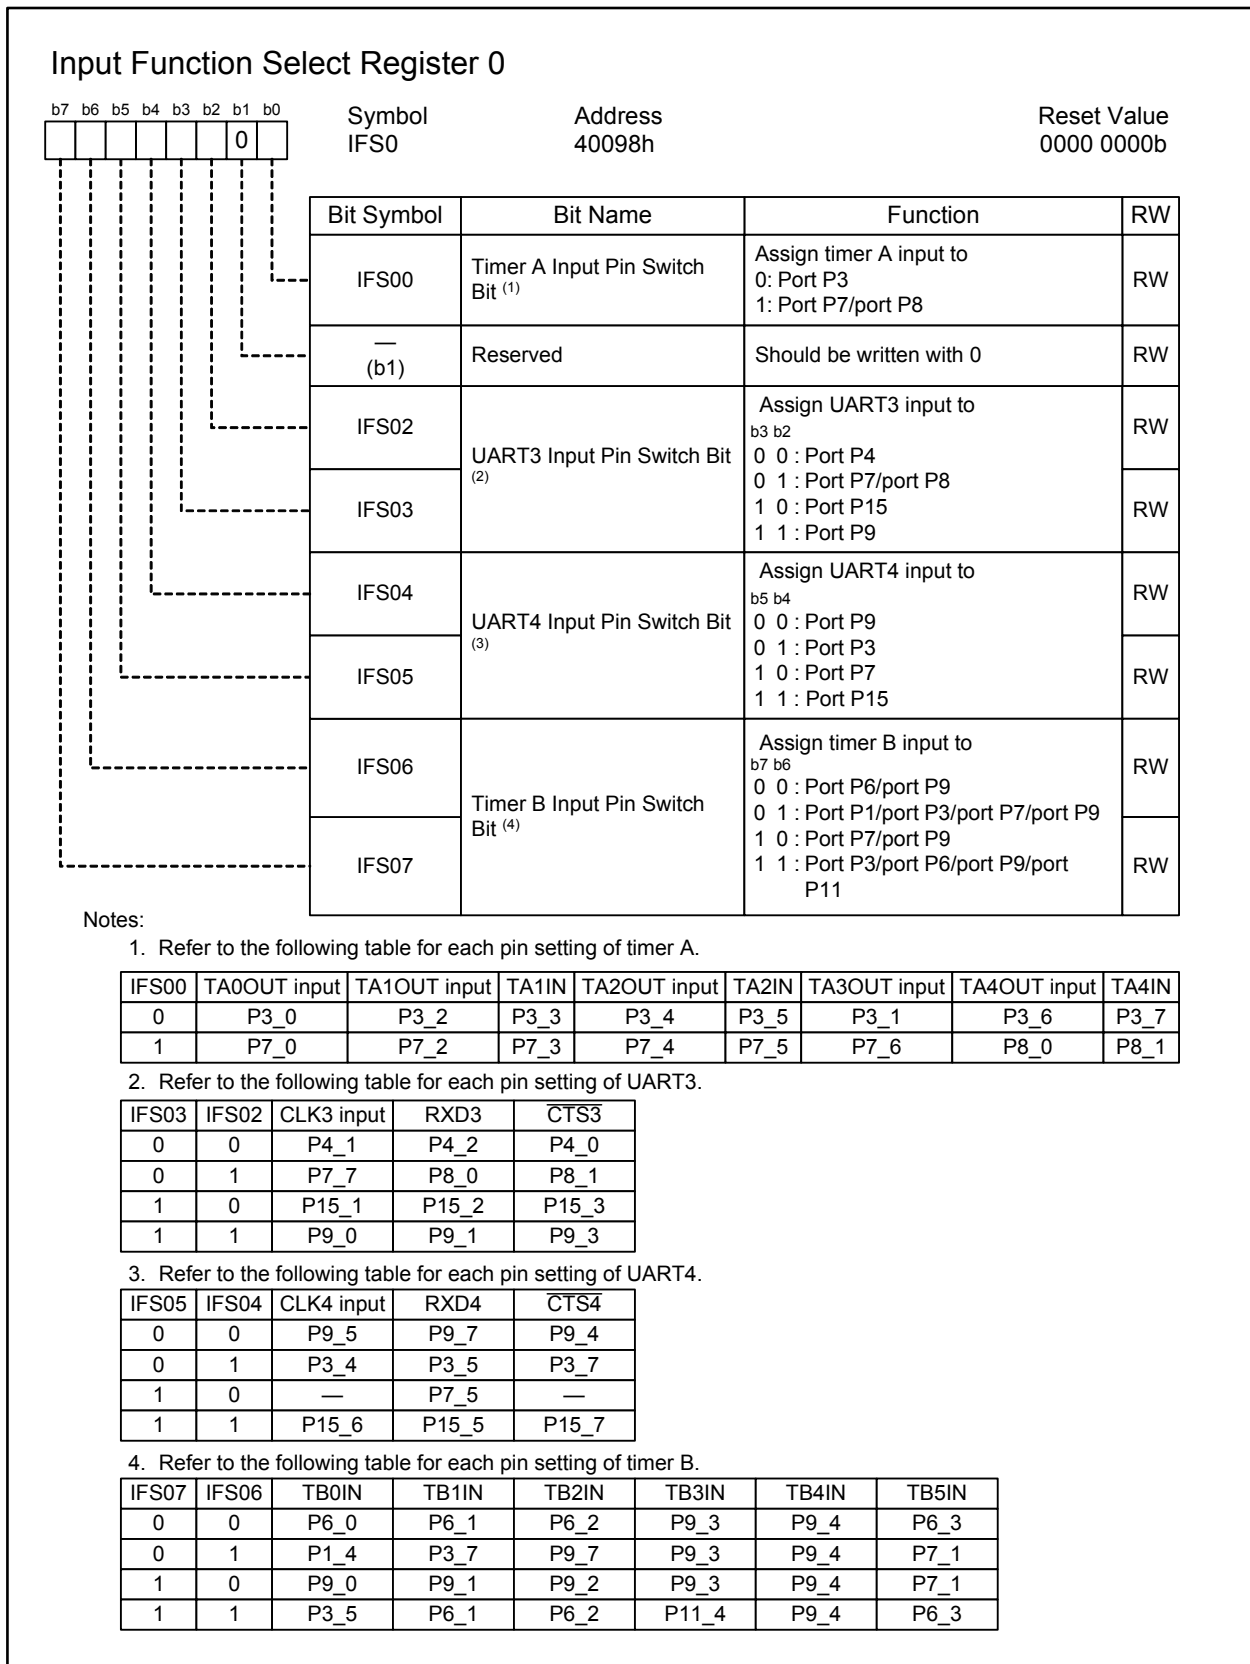 Input Function Select Register 0
b7 b6 b5 b4 b3 b2 b1 b0
0
Symbol Address Reset Value
IFS0 40098h 0000 0000b
Bit Symbol Bit Name Function RW
IFS00 Timer A Input Pin Switch Bit (1) Assign timer A input to RW
0: Port P3
1: Port P7/port P8
— (b1) Reserved Should be written with 0 RW
IFS02 UART3 Input Pin Switch Bit (2) Assign UART3 input to RW
b3 b2
0 0 : Port P4
0 1 : Port P7/port P8
IFS03 1 0 : Port P15 RW
1 1 : Port P9
IFS04 UART4 Input Pin Switch Bit (3) Assign UART4 input to RW
b5 b4
0 0 : Port P9
0 1 : Port P3
IFS05 1 0 : Port P7 RW
1 1 : Port P15
IFS06 Timer B Input Pin Switch Bit (4) Assign timer B input to RW
b7 b6
0 0 : Port P6/port P9
0 1 : Port P1/port P3/port P7/port P9
1 0 : Port P7/port P9
IFS07 1 1 : Port P3/port P6/port P9/port RW
P11
Notes:
1. Refer to the following table for each pin setting of timer A.
IFS00 TA0OUT input TA1OUT input TA1IN TA2OUT input TA2IN TA3OUT input TA4OUT input TA4IN
0 P3_0 P3_2 P3_3 P3_4 P3_5 P3_1 P3_6 P3_7
1 P7_0 P7_2 P7_3 P7_4 P7_5 P7_6 P8_0 P8_1
2. Refer to the following table for each pin setting of UART3.
IFS03 IFS02 CLK3 input RXD3 CTS3
0 0 P4_1 P4_2 P4_0
0 1 P7_7 P8_0 P8_1
1 0 P15_1 P15_2 P15_3
1 1 P9_0 P9_1 P9_3
3. Refer to the following table for each pin setting of UART4.
IFS05 IFS04 CLK4 input RXD4 CTS4
0 0 P9_5 P9_7 P9_4
0 1 P3_4 P3_5 P3_7
1 0 — P7_5 —
1 1 P15_6 P15_5 P15_7
4. Refer to the following table for each pin setting of timer B.
IFS07 IFS06 TB0IN TB1IN TB2IN TB3IN TB4IN TB5IN
0 0 P6_0 P6_1 P6_2 P9_3 P9_4 P6_3
0 1 P1_4 P3_7 P9_7 P9_3 P9_4 P7_1
1 0 P9_0 P9_1 P9_2 P9_3 P9_4 P7_1
1 1 P3_5 P6_1 P6_2 P11_4 P9_4 P6_3